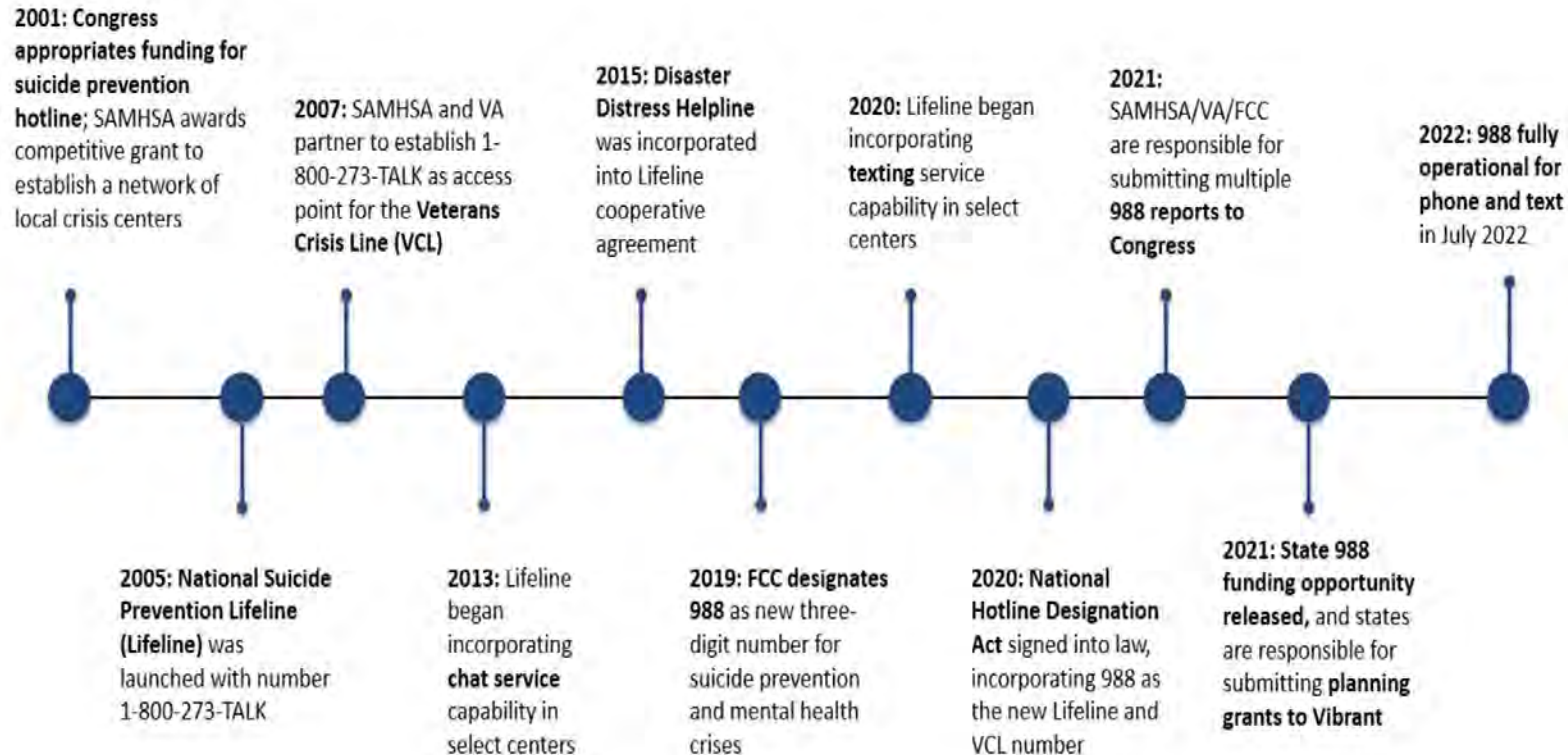 2001: Congress
appropriates funding for
suicide prevention
hotline; SAMHSA awards
competitive grant to
establish a network of
local crisis centers
2005: National Suicide
Prevention Lifeline
(Lifeline) was
launched with number
1-800-273-TALK
2007: SAMHSA and VA
partner to establish 1-
800-273-TALK as access
point for the Veterans
Crisis Line (VCL)
2013: Lifeline
began
incorporating
chat service
capability in
select centers
2015: Disaster
Distress Helpline
was incorporated
into Lifeline
cooperative
agreement
2019: FCC designates
988 as new three-
digit number for
suicide prevention
and mental health
crises
2020: Lifeline began
incorporating
texting service
capability in select
centers
2020: National
Hotline Designation
Act signed into law,
incorporating 988 as
the new Lifeline and
VCL number
2021:
SAMHSA/VA/FCC
are responsible for
submitting multiple
988 reports to
Congress
2021: State 988
funding opportunity
released, and states
are responsible for
submitting planning
grants to Vibrant
2022: 988 fully
operational for
phone and text
in July 2022